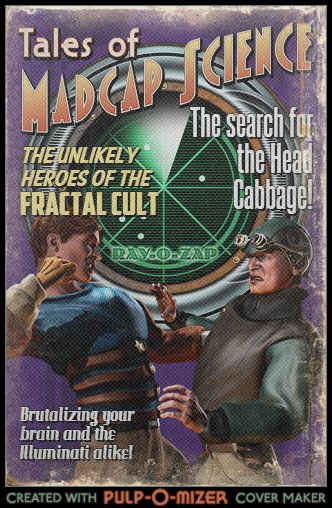 Tales of
MADCAP SCIENCE
The search for
the Head
Cabbage!
THE UNLIKELY
HEROES OF THE
FRACTAL CULT
RAY-O-ZAP
Brutalizing your
brain and the
Illuminati alike!
CREATED WITH PULP-O-MIZER COVER MAKER